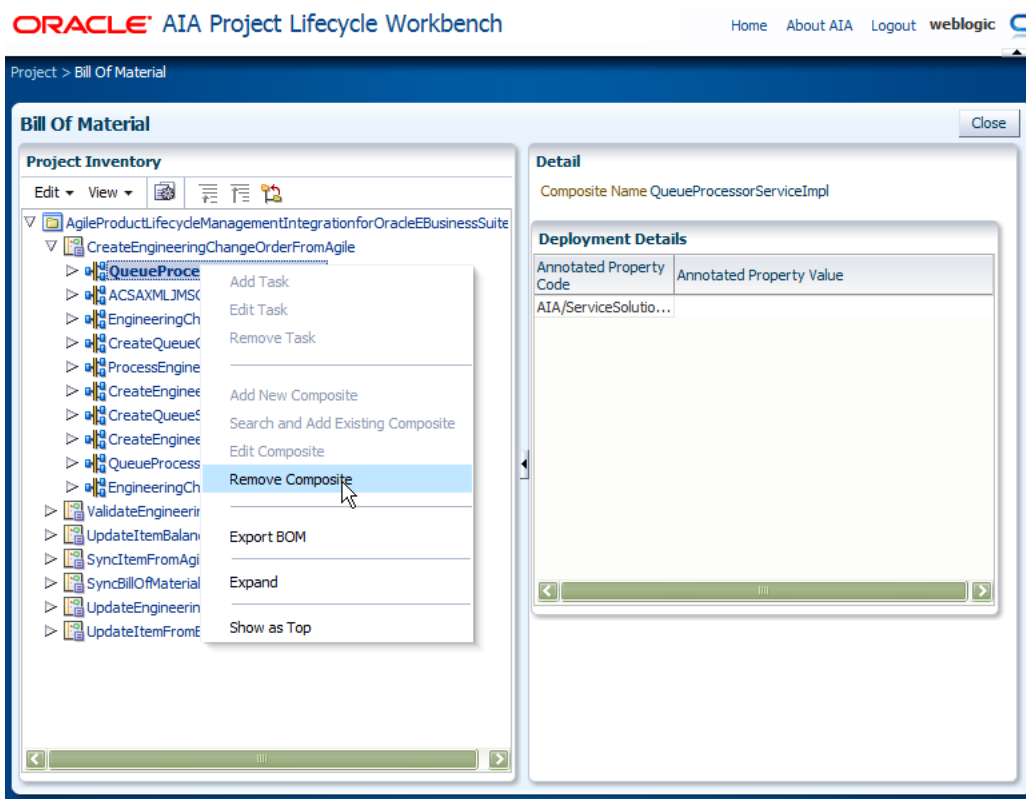 ORACLE AIA Project Lifecycle Workbench
Home About AIA Logout weblogic
Project > Bill Of Material
Bill Of Material
Close
Project Inventory
Edit View
AgileProductLifecycleManagementIntegrationforOracleEBusinessSuite
CreateEngineeringChangeOrderFromAgile
QueueProce
ACSAXMLJMSC
EngineeringCh
CreateQueueC
ProcessEngine
CreateEnginee
CreateQueueS
CreateEnginee
QueueProcess
EngineeringCh
ValidateEngineerin
UpdateItemBalan
SyncItemFromAgi
SyncBillOfMaterial
UpdateEngineerin
UpdateItemFromE
Add Task
Edit Task
Remove Task
Add New Composite
Search and Add Existing Composite
Edit Composite
Remove Composite
Export BOM
Expand
Show as Top
Detail
Composite Name QueueProcessorServiceImpl
Deployment Details
Annotated Property Code
Annotated Property Value
AIA/ServiceSolutio...